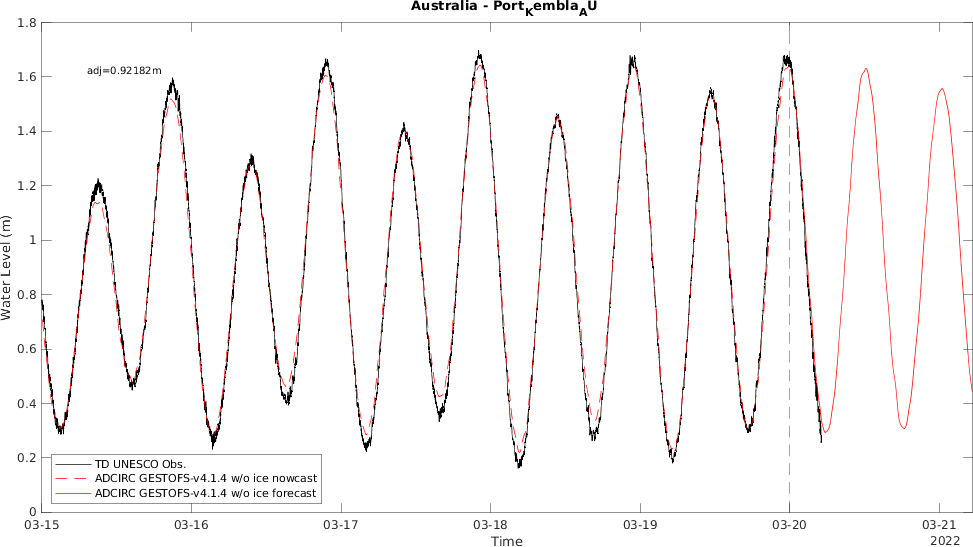 Australia - PortKemblaAU
1.8
1.6
1.4
1.2
1
0.8
0.6
0.4
0.2
0
Water Level (m)
adj=0.92182m
TD UNESCO Obs.
ADCIRC GESTOFS-v4.1.4 w/o ice nowcast
ADCIRC GESTOFS-v4.1.4 w/o ice forecast
03-15 03-16 03-17 03-18 03-19 03-20 03-21
Time 2022